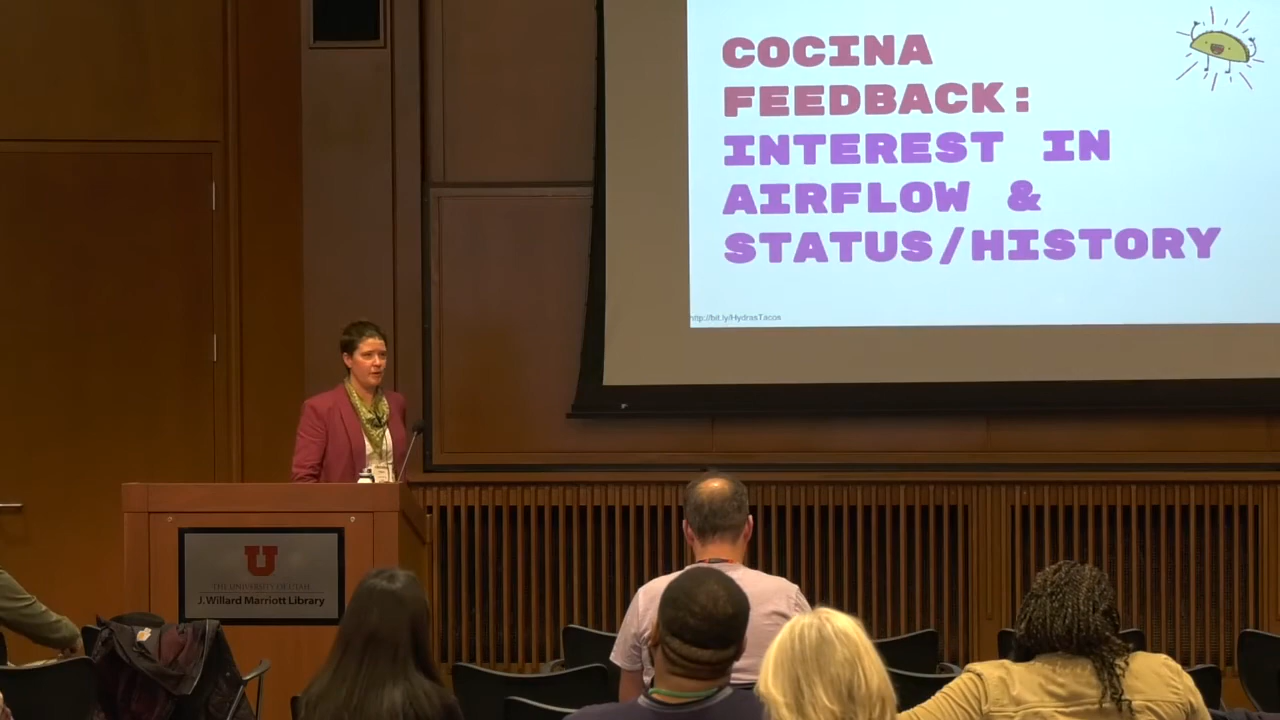 COCINA
FEEDBACK:
INTEREST IN
AIRFLOW &
STATUS/HISTORY
http://bit.ly/HydrasTacos
U
THE UNIVERSITY OF UTAH
J. Willard Marriott Library